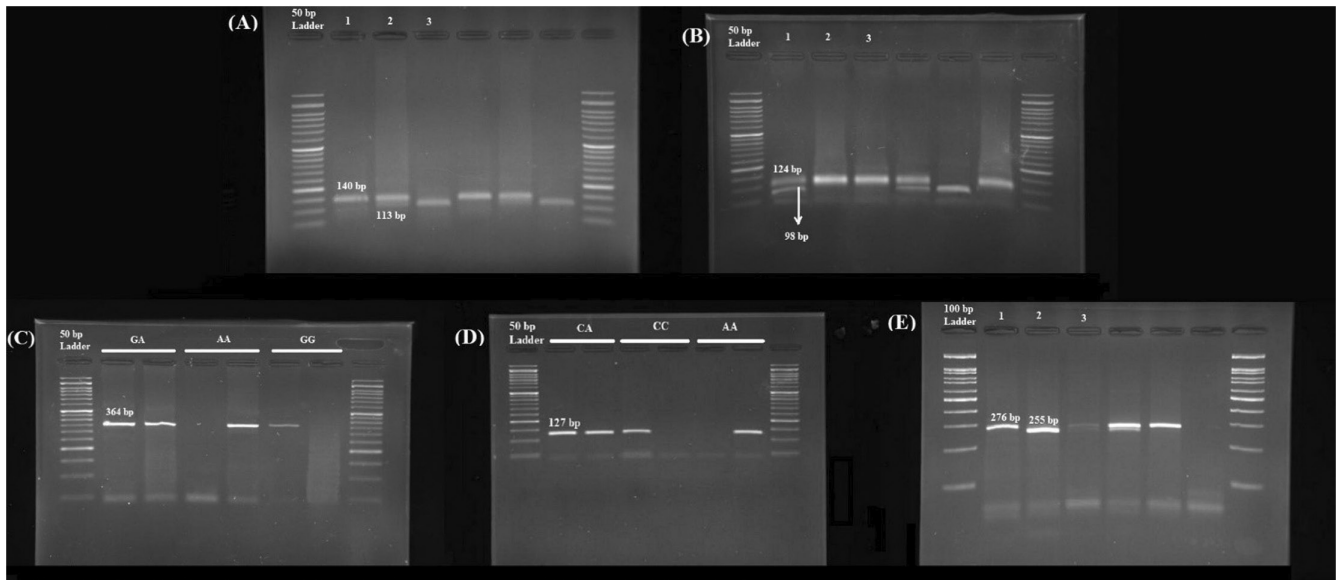 (A)
50 bp
Ladder
1
2
3
140 bp
113 bp
(B)
50 bp
Ladder
1
2
3
124 bp
98 bp
(C)
50 bp
Ladder
GA
AA
GG
364 bp
(D)
50 bp
Ladder
CA
CC
AA
127 bp
(E)
100 bp
Ladder
1
2
3
276 bp
255 bp